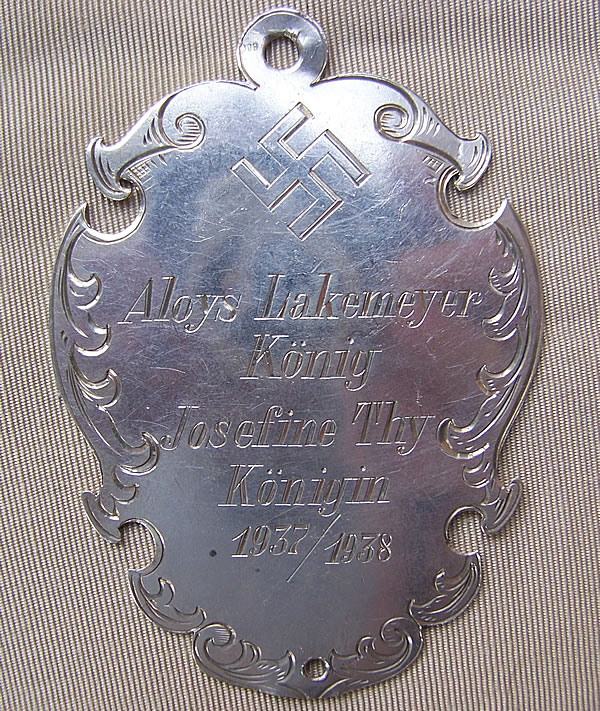 Aloys Lakemeyer
König
Josefine Thy
Königin
1937/1938